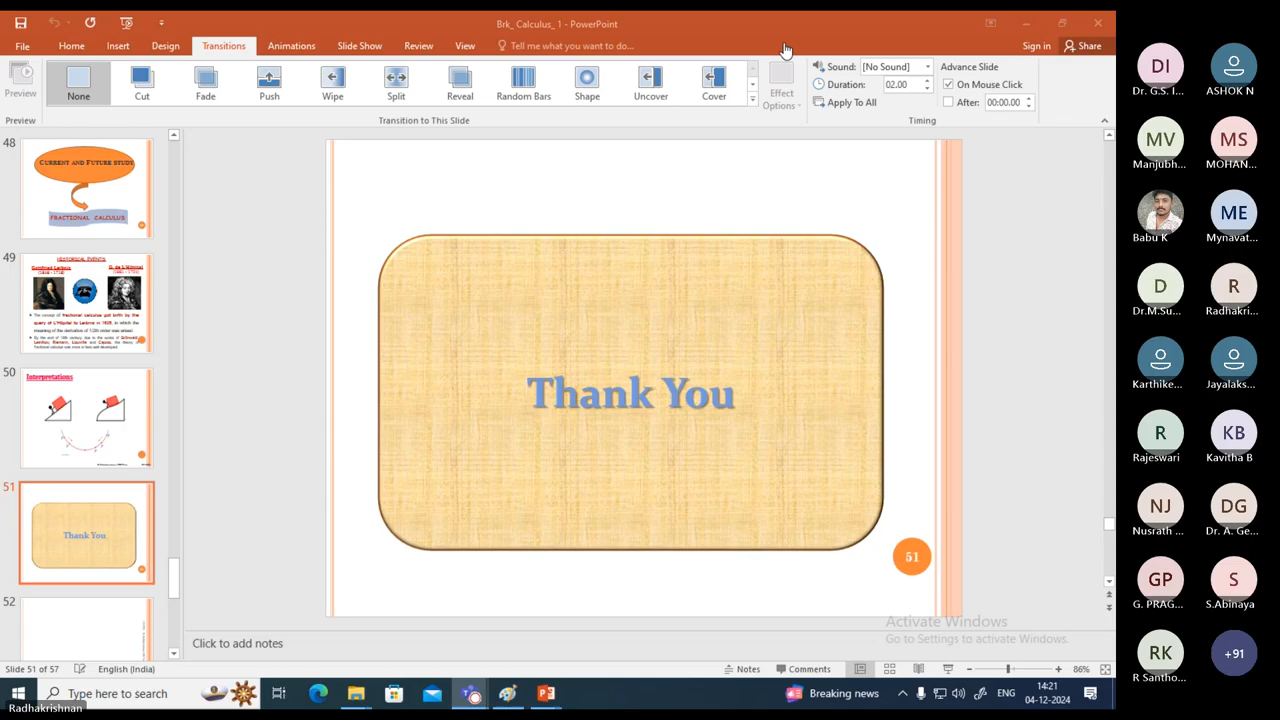 Brk_ Calculus_ 1 - PowerPoint
File Home Insert Design Transitions Animations Slide Show Review View Tell me what you want to do... Sign in Share
Preview None Cut Fade Push Wipe Split Reveal Random Bars Shape Uncover Cover Effect Options
Sound: [No Sound] Advance Slide
Duration: 02.00 On Mouse Click
Apply To All After: 00:00.00
Preview Transition to This Slide Timing
48
CURRENT AND FUTURE STUDY
FRACTIONAL CALCULUS
49
HISTORICAL EVENTS
50
Interpretations
51
Thank You
52
Thank You
51
Activate Windows
Go to Settings to activate Windows.
Click to add notes
Slide 51 of 57 English (India) Notes Comments 86%
Type here to search Breaking news ENG 14:21
04-12-2024
Radhakrishnan
DI
Dr. G.S. I...
ASHOK N
MV
Manjubh...
MS
MOHAN...
Babu K
ME
Mynavat...
D
Dr.M.Su...
R
Radhakri...
Karthike...
Jayalaks...
R
Rajeswari
KB
Kavitha B
NJ
Nusrath ...
DG
Dr. A. Ge...
GP
G. PRAG...
S
S.Abinaya
RK
R Santho...
+91